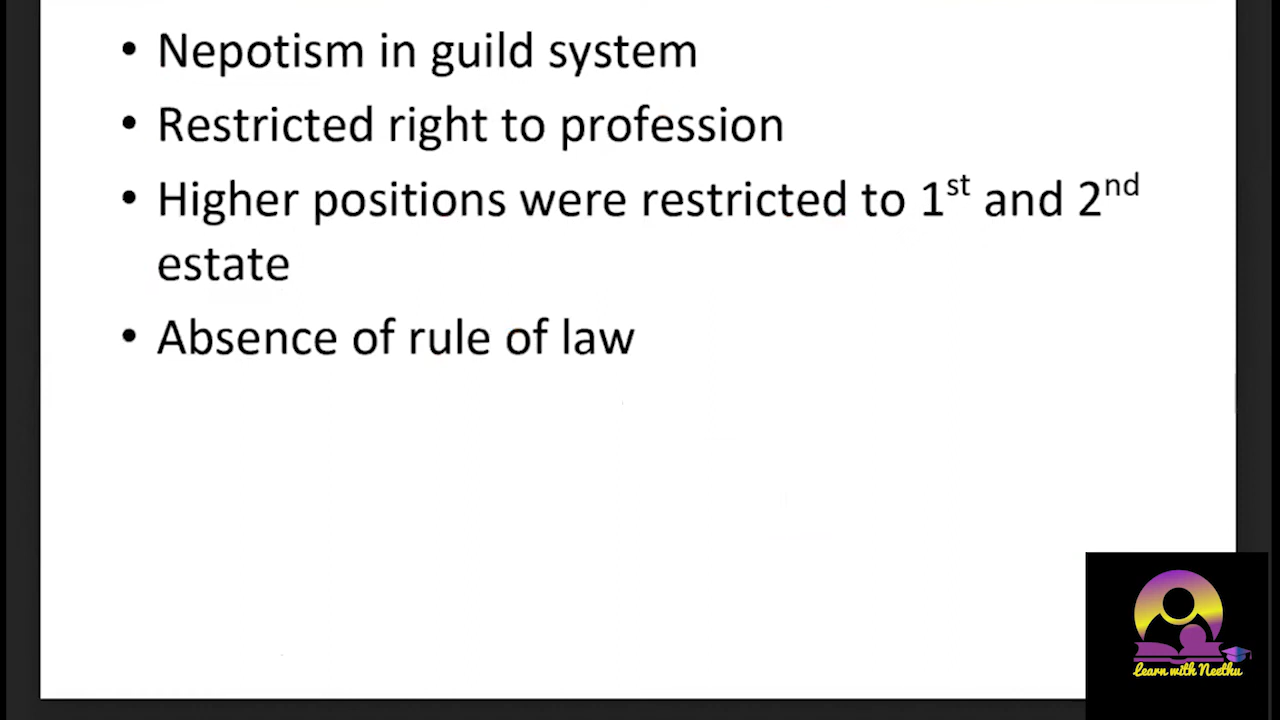 • Nepotism in guild system
• Restricted right to profession
• Higher positions were restricted to 1st and 2nd
estate
• Absence of rule of law
Learn with Neethu